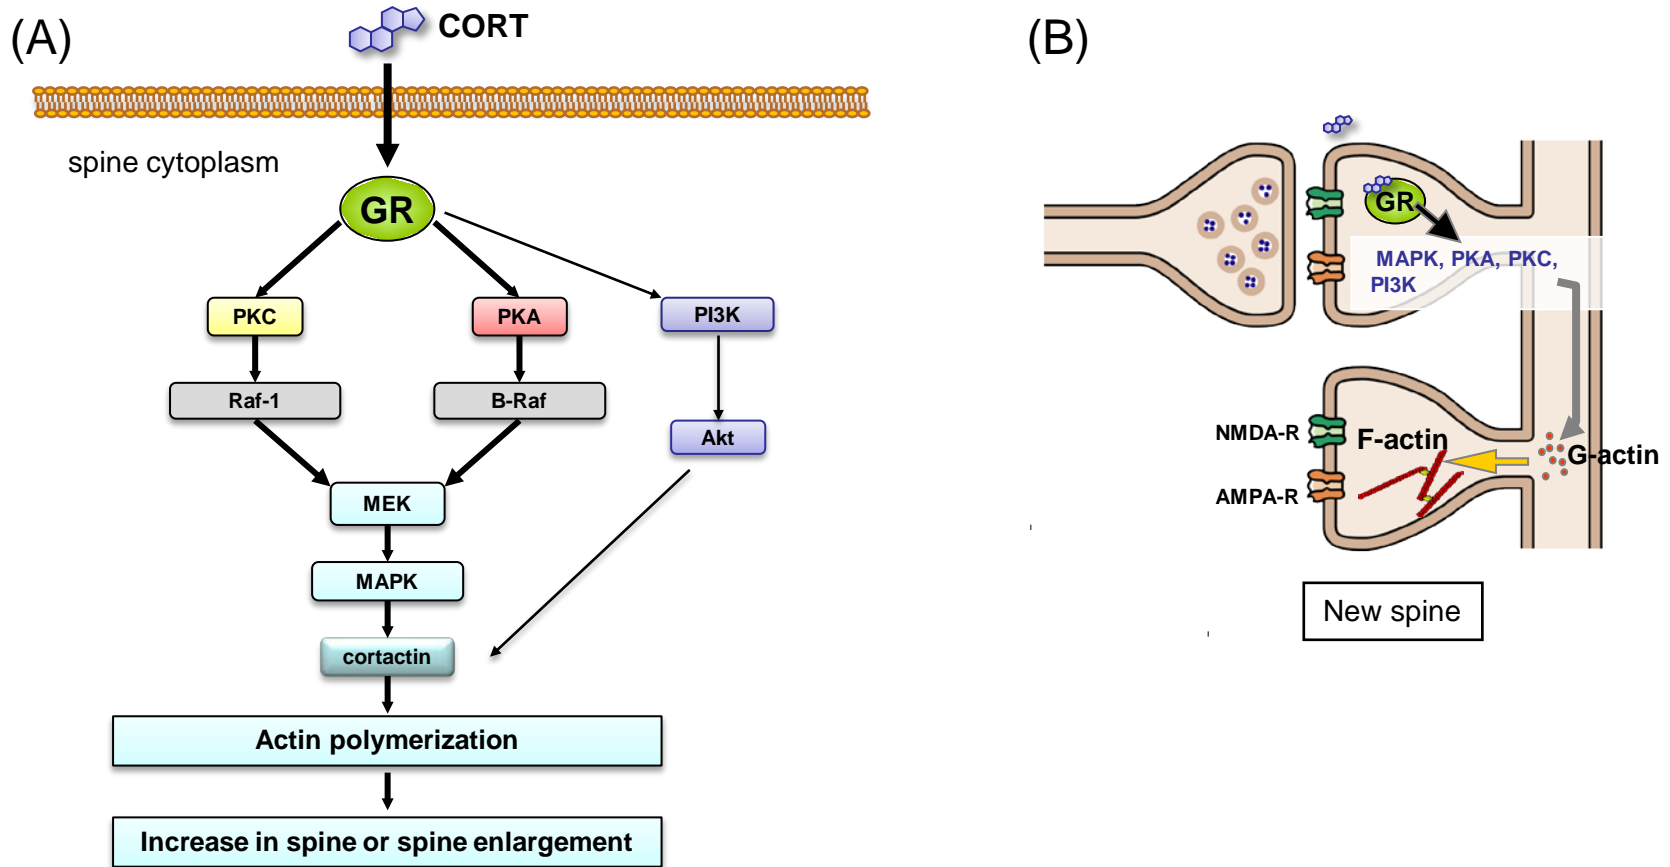 (A)
CORT
spine cytoplasm
GR
PKC
PKA
PI3K
Raf-1
B-Raf
Akt
MEK
MAPK
cortactin
Actin polymerization
Increase in spine or spine enlargement
(B)
GR
MAPK, PKA, PKC,
PI3K
NMDA-R
F-actin
G-actin
AMPA-R
New spine